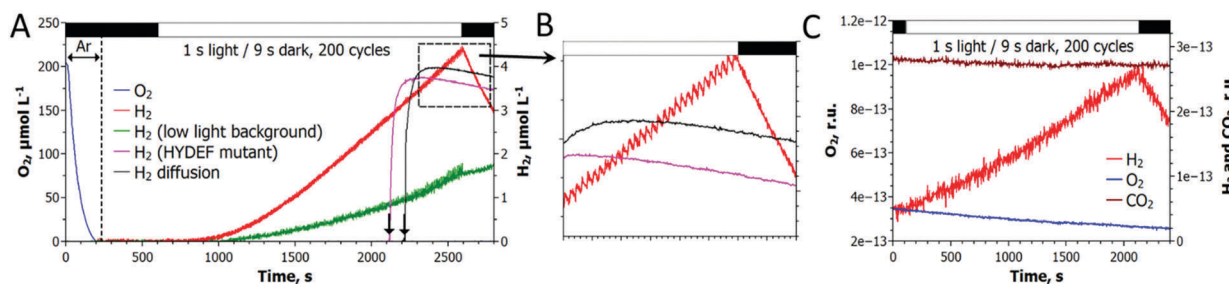 A
B
C
250
200
150
100
50
0
O₂, µmol L⁻¹
Ar
1 s light / 9 s dark, 200 cycles
O₂
H₂
H₂ (low light background)
H₂ (HYDEF mutant)
H₂ diffusion
5
4
3
2
1
0
H₂, µmol L⁻¹
0 500 1000 1500 2000 2500
Time, s
1.2e-12
1e-12
8e-13
6e-13
4e-13
2e-13
O₂, r.u.
1 s light / 9 s dark, 200 cycles
H₂
O₂
CO₂
3e-13
2e-13
1e-13
0
H₂ and CO₂, r.u.
0 500 1000 1500 2000
Time, s